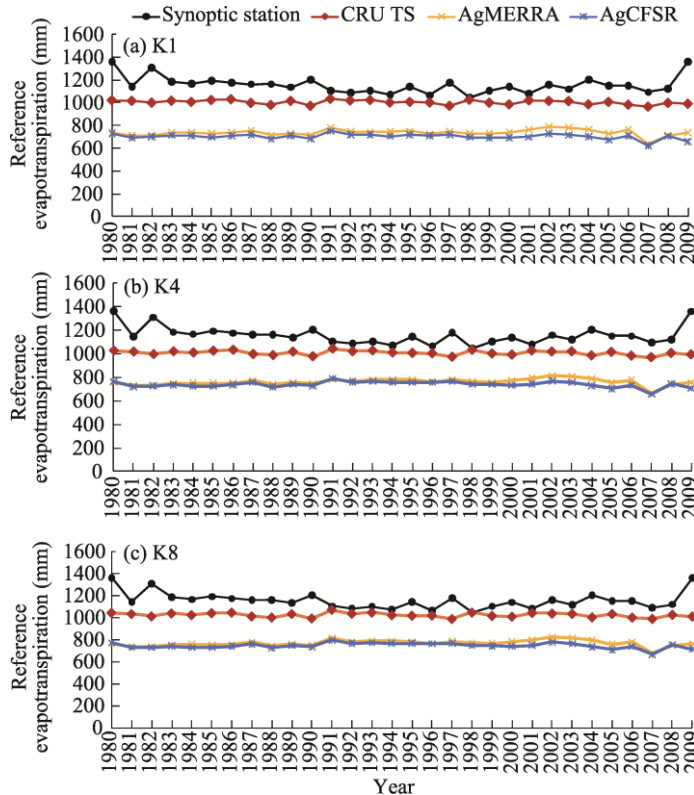 Synoptic station CRU TS AgMERRA AgCFSR
(a) K1
Reference
evapotranspiration (mm)
1600
1400
1200
1000
800
600
400
200
0
1980 1981 1982 1983 1984 1985 1986 1987 1988 1989 1990 1991 1992 1993 1994 1995 1996 1997 1998 1999 2000 2001 2002 2003 2004 2005 2006 2007 2008 2009
(b) K4
Reference
evapotranspiration (mm)
1600
1400
1200
1000
800
600
400
200
0
1980 1981 1982 1983 1984 1985 1986 1987 1988 1989 1990 1991 1992 1993 1994 1995 1996 1997 1998 1999 2000 2001 2002 2003 2004 2005 2006 2007 2008 2009
(c) K8
Reference
evapotranspiration (mm)
1600
1400
1200
1000
800
600
400
200
0
1980 1981 1982 1983 1984 1985 1986 1987 1988 1989 1990 1991 1992 1993 1994 1995 1996 1997 1998 1999 2000 2001 2002 2003 2004 2005 2006 2007 2008 2009
Year